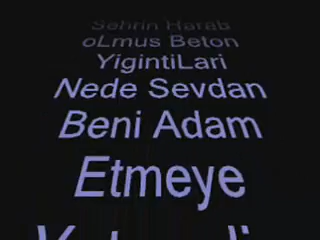 Sehrin Harab
oLmus Beton
YigintiLari
Nede Sevdan
Beni Adam
Etmeye